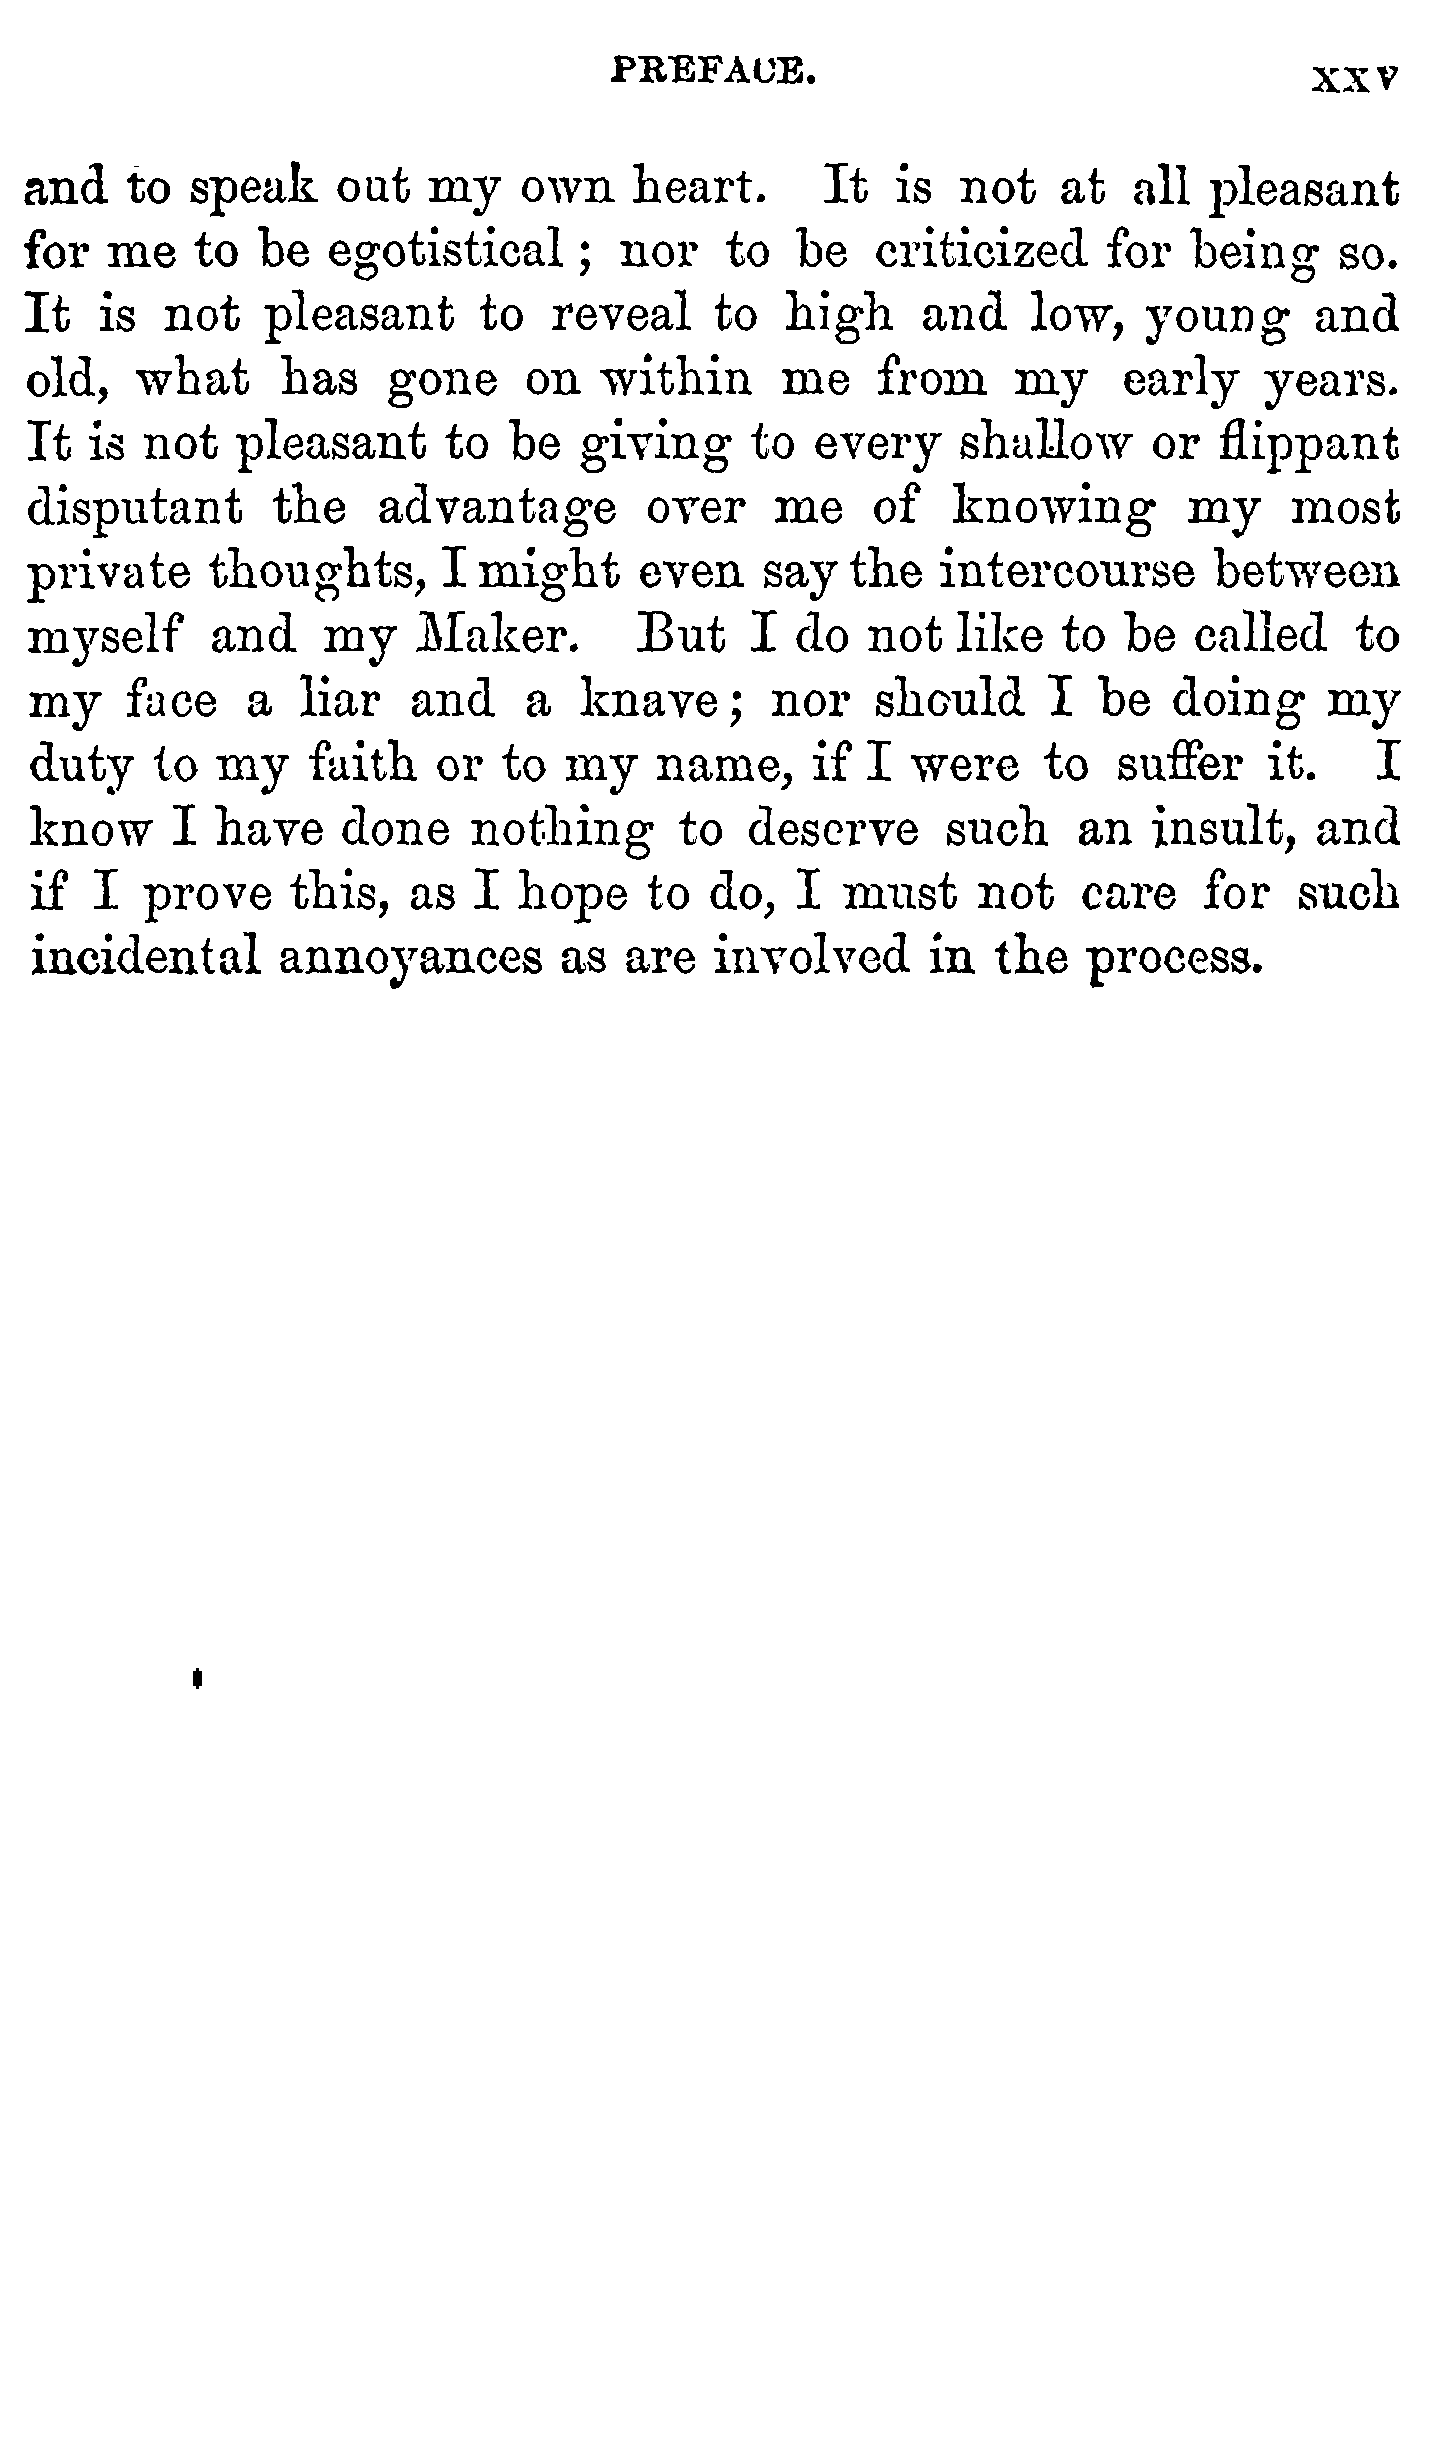 PREFACE. xxv
and to speak out my own heart. It is not at all pleasant
for me to be egotistical ; nor to be criticized for being so.
It is not pleasant to reveal to high and low, young and
old, what has gone on within me from my early years.
It is not pleasant to be giving to every shallow or flippant
disputant the advantage over me of knowing my most
private thoughts, I might even say the intercourse between
myself and my Maker. But I do not like to be called to
my face a liar and a knave; nor should I be doing my
duty to my faith or to my name, if I were to suffer it. I
know I have done nothing to deserve such an insult, and
if I prove this, as I hope to do, I must not care for such
incidental annoyances as are involved in the process.